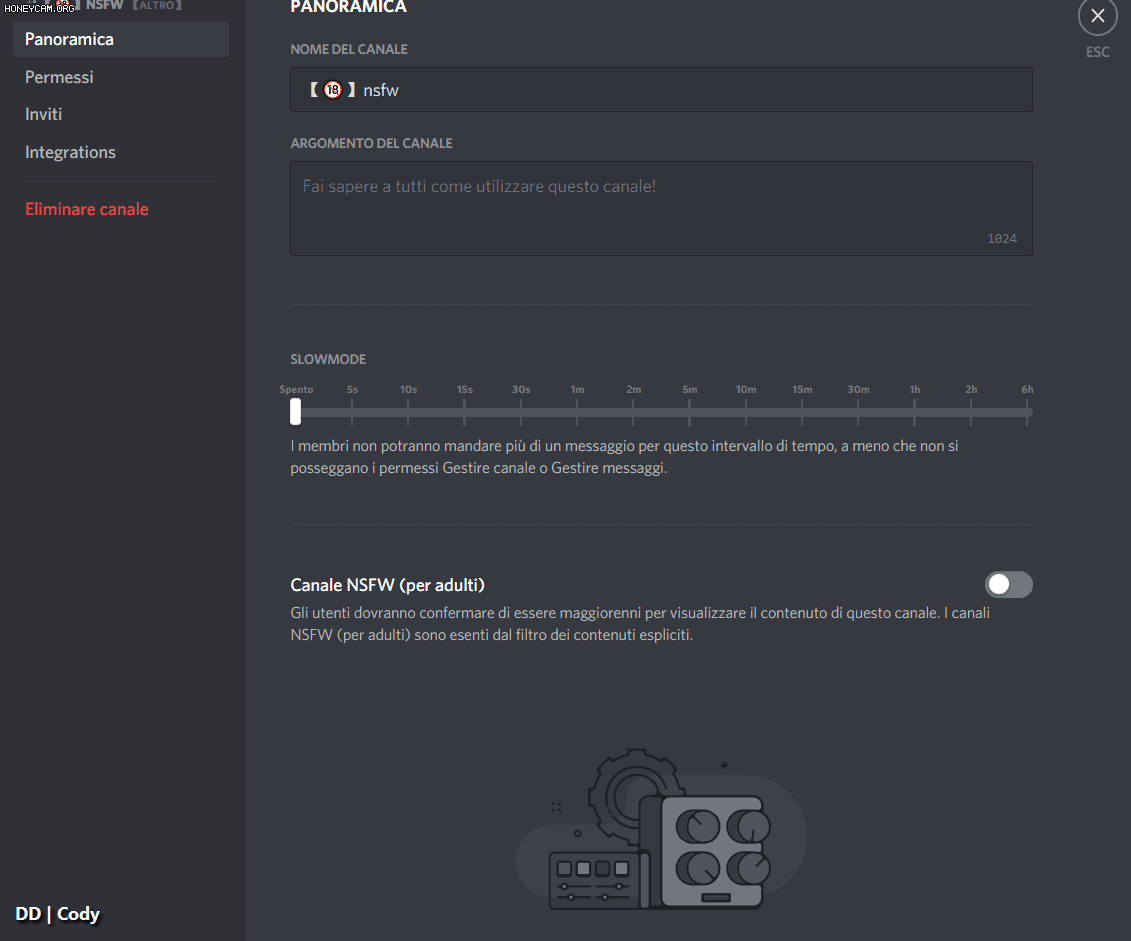 HONEYCAM.ORG
NSFW 【ALTRO】
Panoramica
Permessi
Inviti
Integrations
Eliminare canale
PANORAMICA
ESC
NOME DEL CANALE
【🔞】nsfw
ARGOMENTO DEL CANALE
Fai sapere a tutti come utilizzare questo canale!
1024
SLOWMODE
Spento 5s 10s 15s 30s 1m 2m 5m 10m 15m 30m 1h 2h 6h
I membri non potranno mandare più di un messaggio per questo intervallo di tempo, a meno che non si
posseggano i permessi Gestire canale o Gestire messaggi.
Canale NSFW (per adulti)
Gli utenti dovranno confermare di essere maggiorenni per visualizzare il contenuto di questo canale. I canali
NSFW (per adulti) sono esenti dal filtro dei contenuti espliciti.
DD | Cody